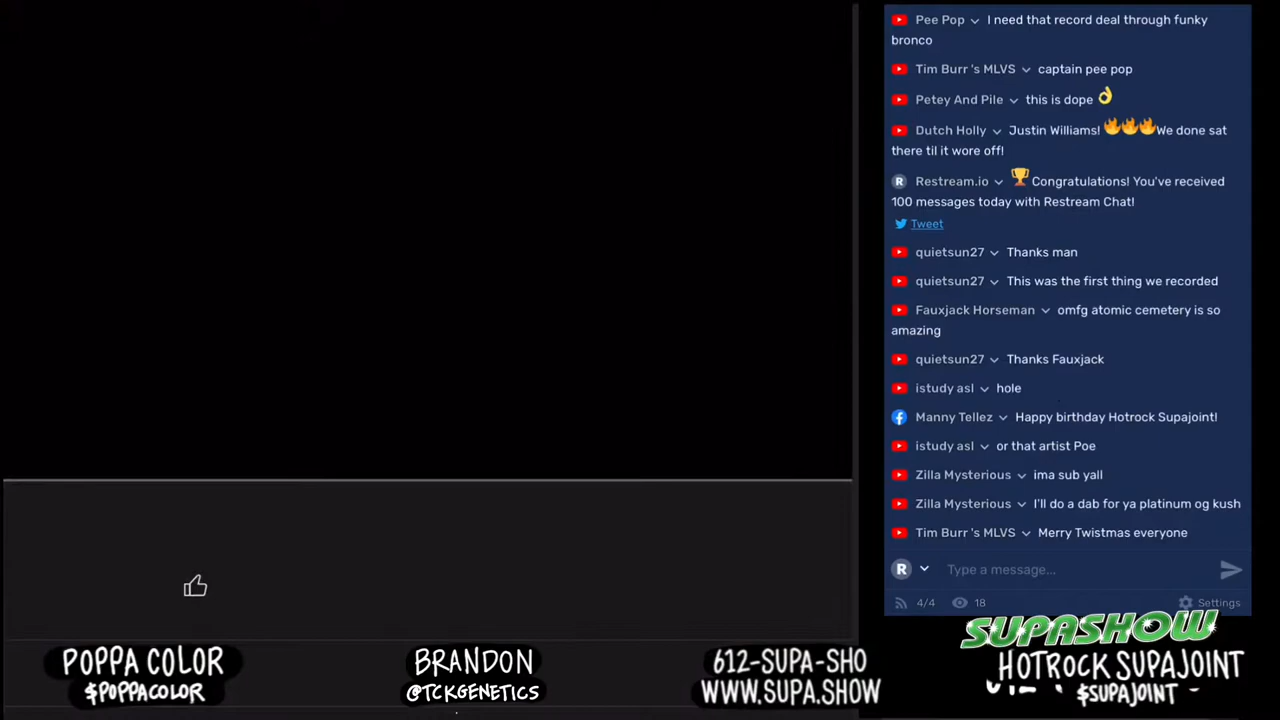 Pee Pop I need that record deal through funky
bronco
Tim Burr 's MLVS captain pee pop
Petey And Pile this is dope 👌
Dutch Holly Justin Williams! 🔥🔥🔥We done sat
there til it wore off!
R Restream.io 🏆 Congratulations! You've received
100 messages today with Restream Chat!
Tweet
quietsun27 Thanks man
quietsun27 This was the first thing we recorded
Fauxjack Horseman omfg atomic cemetery is so
amazing
quietsun27 Thanks Fauxjack
istudy asl hole
Manny Tellez Happy birthday Hotrock Supajoint!
istudy asl or that artist Poe
Zilla Mysterious ima sub yall
Zilla Mysterious I'll do a dab for ya platinum og kush
Tim Burr 's MLVS Merry Twistmas everyone
R Type a message...
4/4 18 Settings
SUPASHOW
POPPA COLOR
$POPPACOLOR
BRANDON
@TCKGENETICS
612-SUPA-SHO
WWW.SUPA.SHOW
HOTROCK SUPAJOINT
$SUPAJOINT